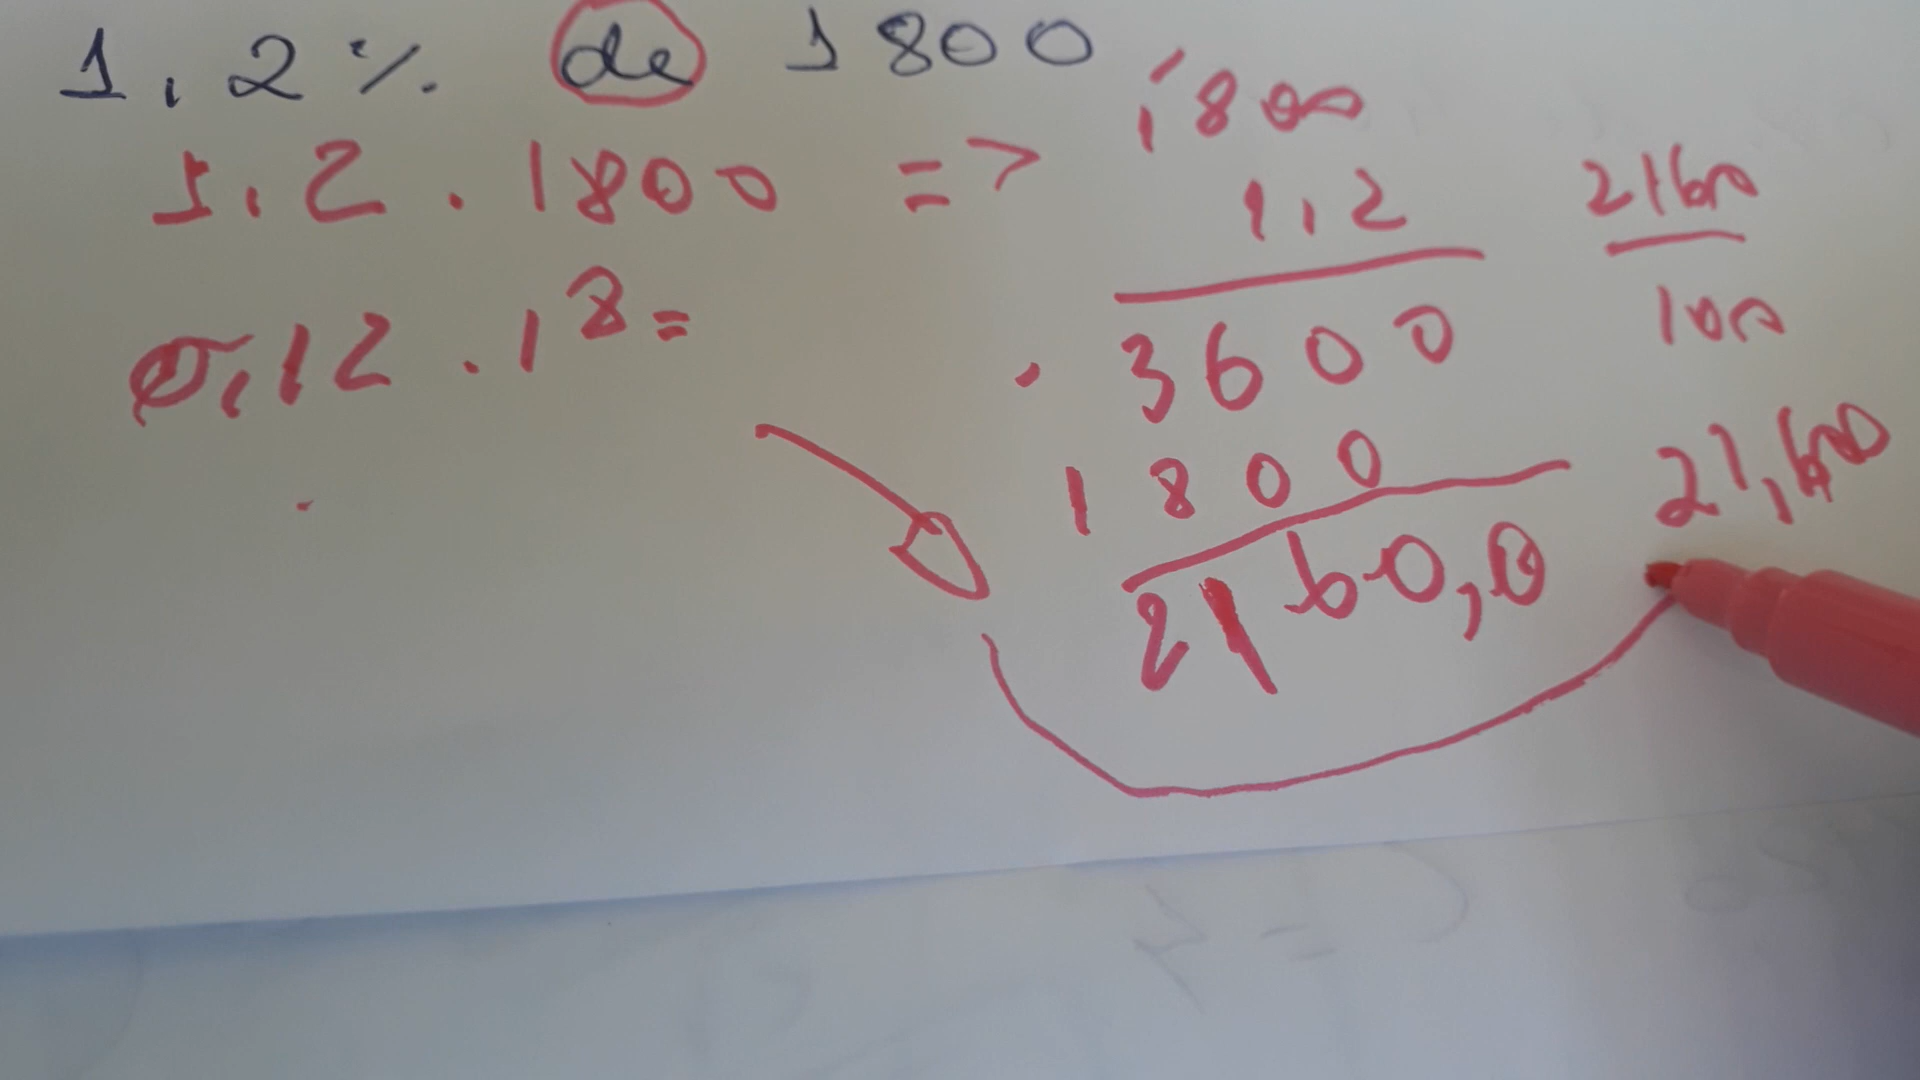 1,2% de 1800
1,2 . 1800 =>
0,12 . 18 =
1800
1,2
3600
1800
2160,0
2160
100
21,60